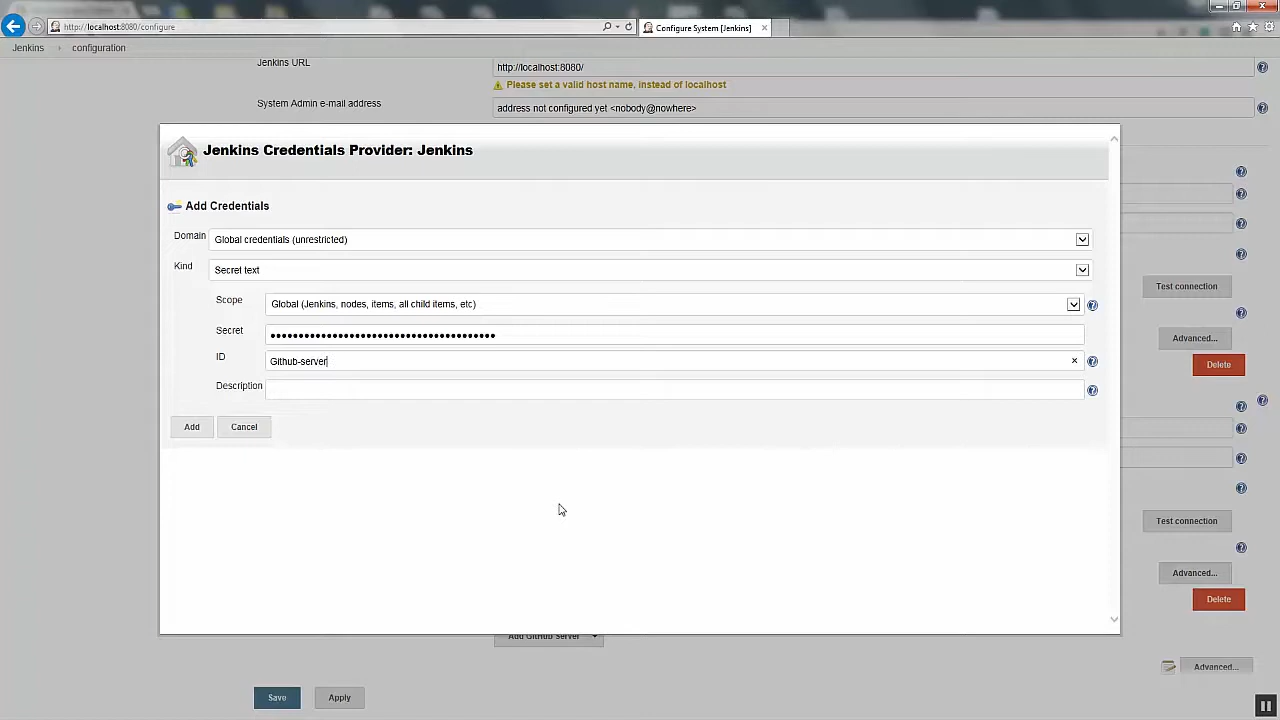 http://localhost:8080/configure
Configure System [Jenkins]
Jenkins
configuration
Jenkins URL
http://localhost:8080/
Please set a valid host name, instead of localhost
System Admin e-mail address
address not configured yet <nobody@nowhere>
Jenkins Credentials Provider: Jenkins
Add Credentials
Domain
Global credentials (unrestricted)
Kind
Secret text
Scope
Global (Jenkins, nodes, items, all child items, etc)
Secret
••••••••••••••••••••••••••••••••••••••••
ID
Github-server
Description
Add
Cancel
Test connection
Advanced...
Delete
Test connection
Advanced...
Delete
Add GitHub Server
Advanced...
Save
Apply